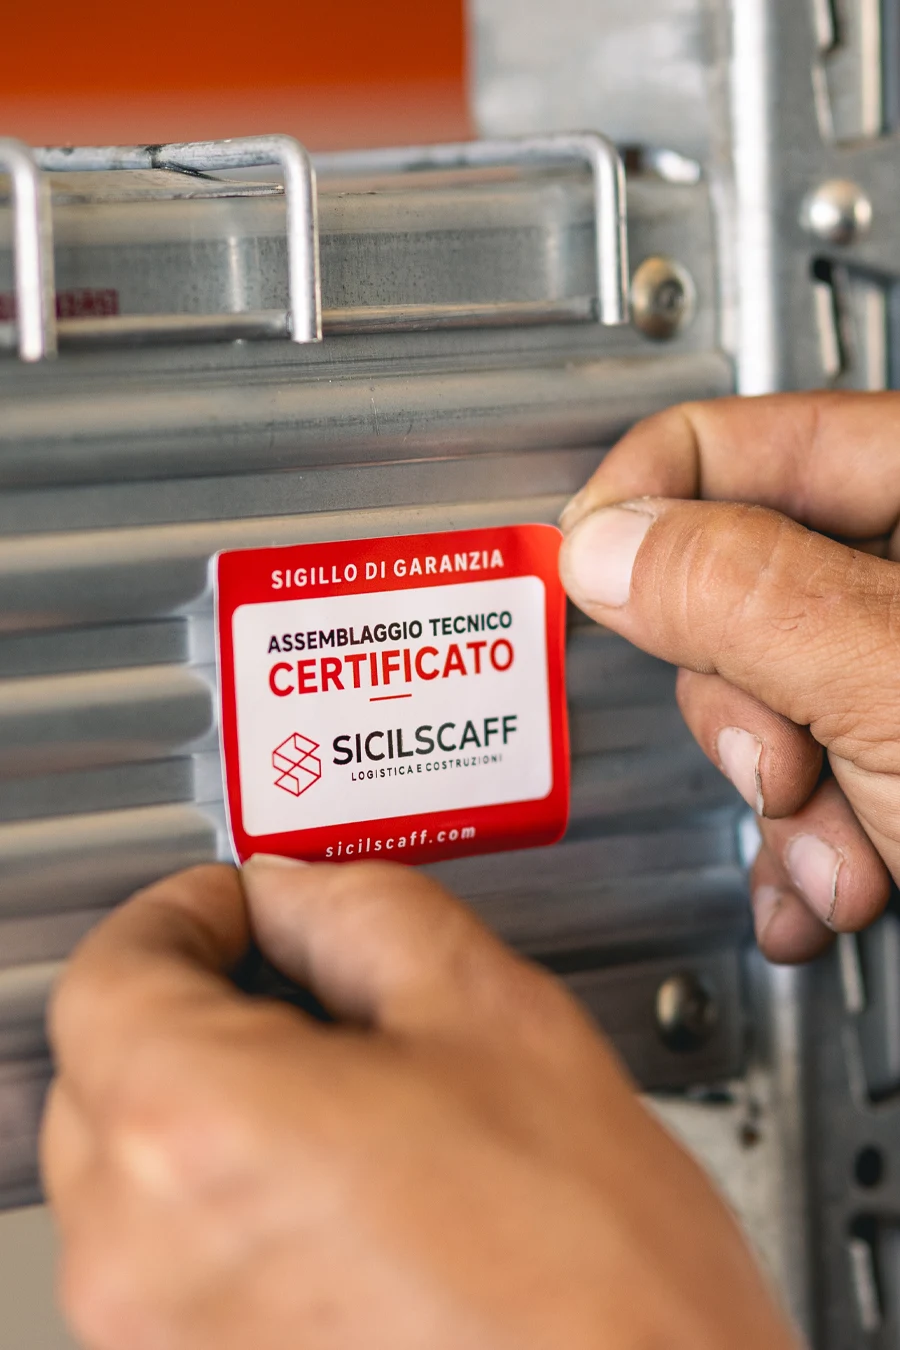 SIGILLO DI GARANZIA
ASSEMBLAGGIO TECNICO
CERTIFICATO
SICILSCAFF
LOGISTICA E COSTRUZIONI
sicilscaff.com